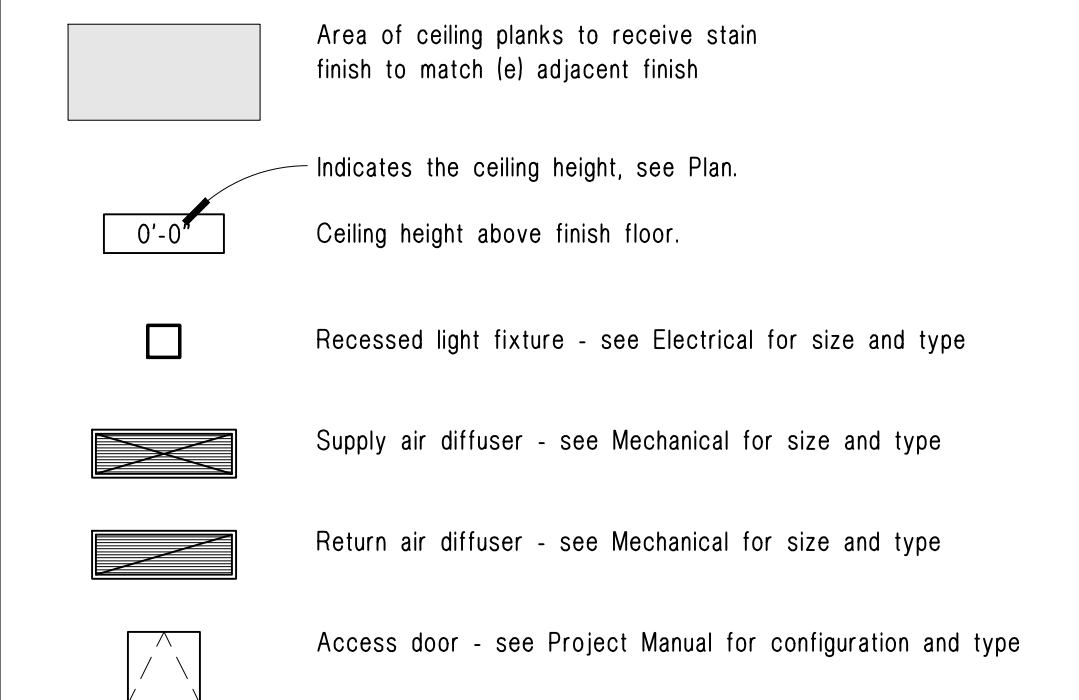 Area of ceiling planks to receive stain
finish to match (e) adjacent finish
Indicates the ceiling height, see Plan.
0'-0"
Ceiling height above finish floor.
Recessed light fixture - see Electrical for size and type
Supply air diffuser - see Mechanical for size and type
Return air diffuser - see Mechanical for size and type
Access door - see Project Manual for configuration and type